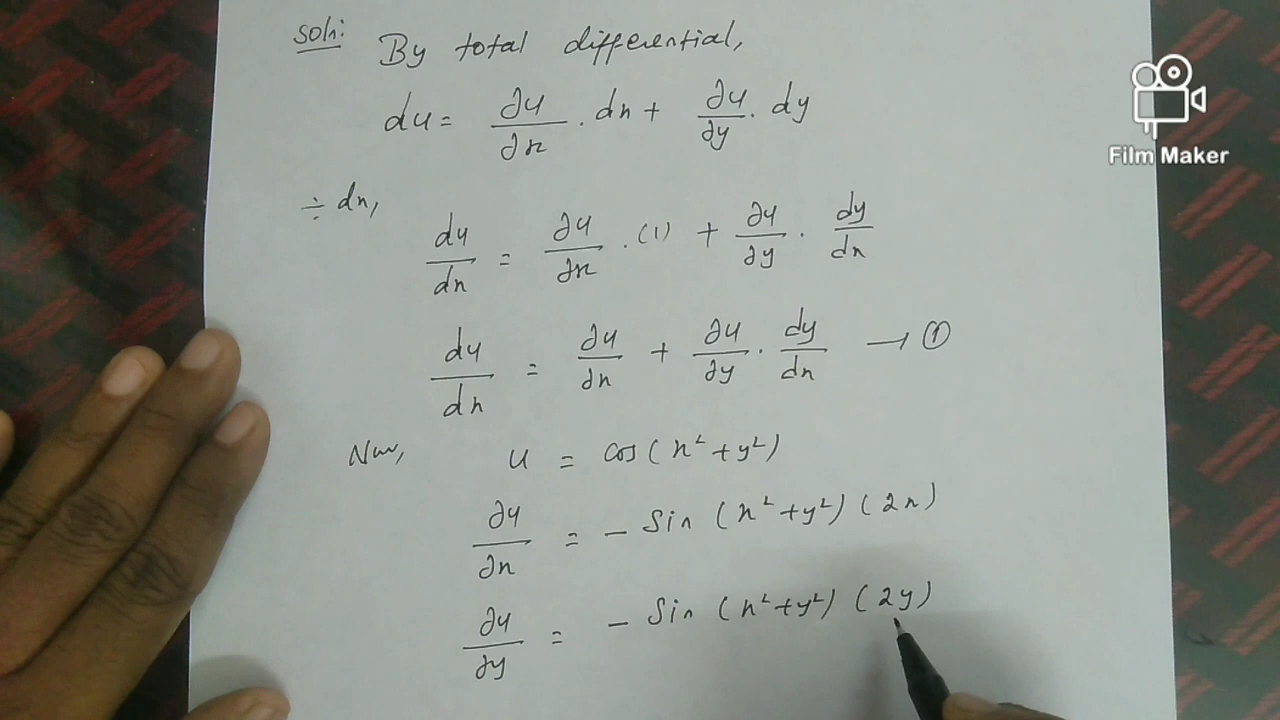 Soln: By total differential,
du = ∂u/∂x . dx + ∂u/∂y . dy
÷ dx,
du/dx = ∂u/∂x . (1) + ∂u/∂y . dy/dx
du/dx = ∂u/∂x + ∂u/∂y . dy/dx → ①
Now, u = cos(x²+y²)
∂u/∂x = - Sin (x²+y²) (2x)
∂u/∂y = - Sin (x²+y²) (2y)
Film Maker